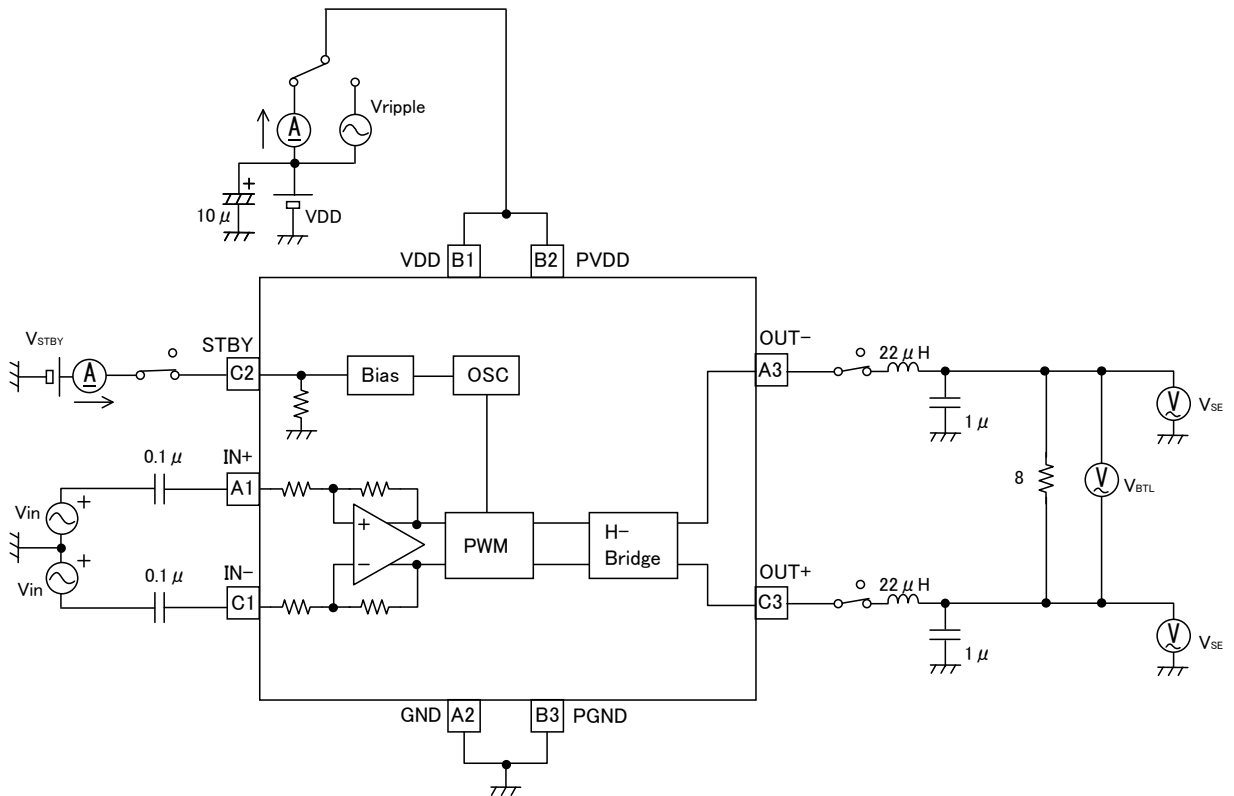 A
Vripple
+
10μ
VDD
VDD B1 B2 PVDD
VSTBY
A
STBY
C2
Bias
OSC
OUT-
A3
22μH
1μ
V
VSE
0.1μ
IN+
A1
Vin
+
+
-
PWM
H-
Bridge
8
V
VBTL
+
Vin
0.1μ
IN-
C1
OUT+
C3
22μH
1μ
V
VSE
GND A2 B3 PGND